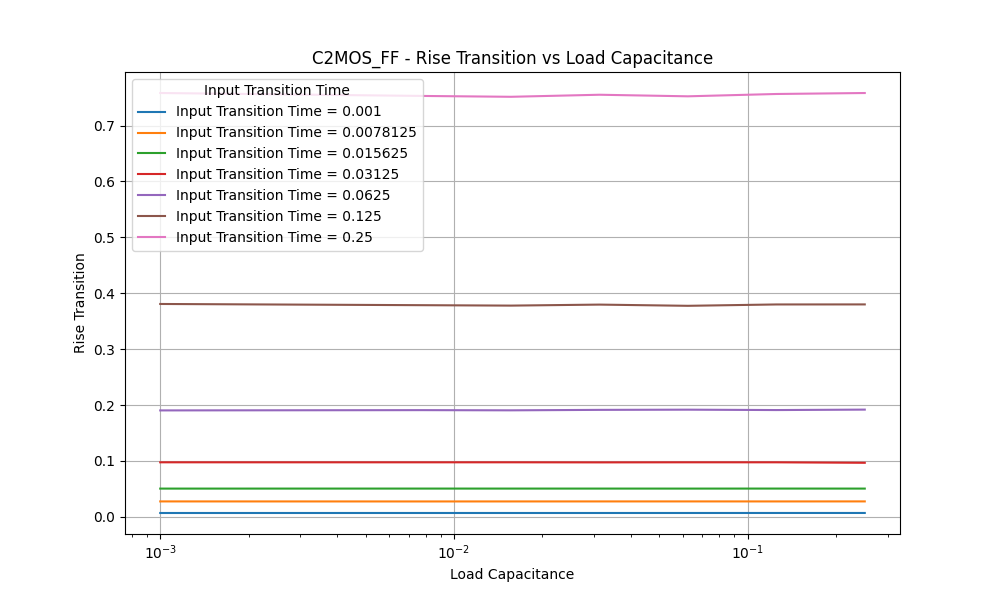 C2MOS_FF - Rise Transition vs Load Capacitance
Input Transition Time
Input Transition Time = 0.001
Input Transition Time = 0.0078125
Input Transition Time = 0.015625
Input Transition Time = 0.03125
Input Transition Time = 0.0625
Input Transition Time = 0.125
Input Transition Time = 0.25
Rise Transition
0.7
0.6
0.5
0.4
0.3
0.2
0.1
0.0
10⁻³ 10⁻² 10⁻¹
Load Capacitance